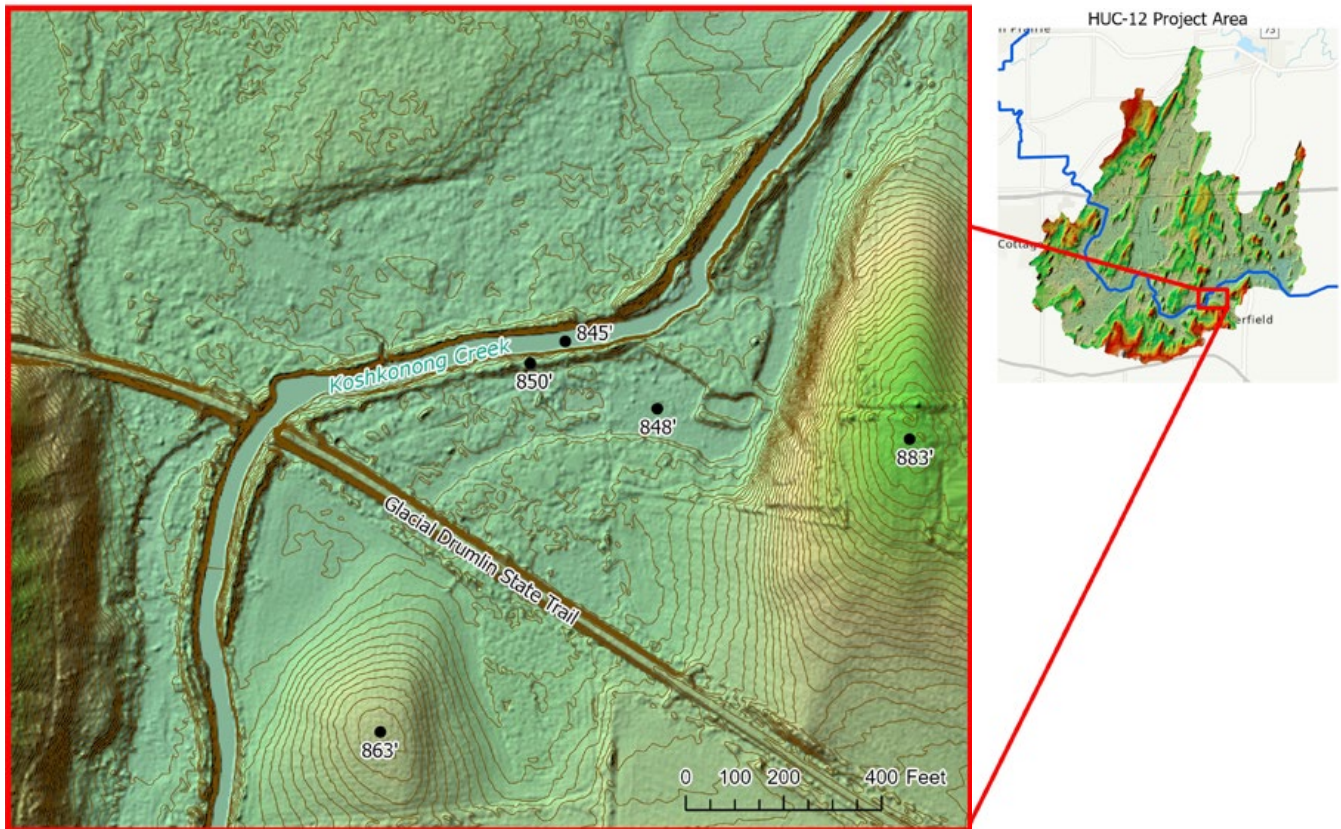 HUC-12 Project Area
73
Prairie
Cottag
erfield
Koshkonong Creek
845'
850'
848'
883'
Glacial Drumlin State Trail
863'
0 100 200 400 Feet